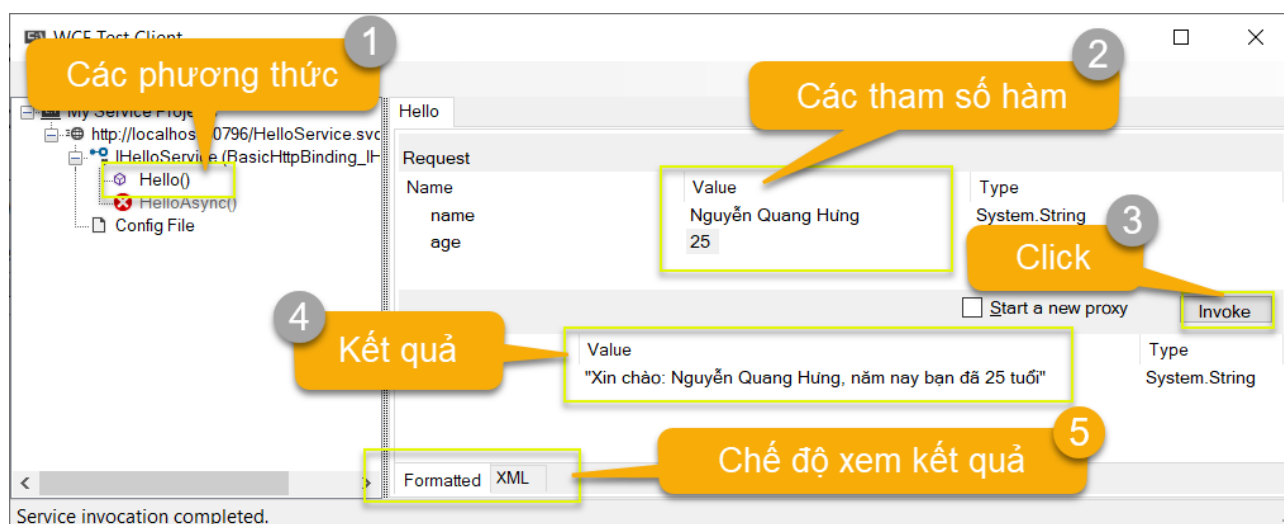 WCF Test Client
1
Các phương thức
2
Các tham số hàm
My Service Proje
http://localhos 0796/HelloService.svc
IHelloService (BasicHttpBinding_IH
Hello()
HelloAsync()
Config File
Hello
Request
Name Value Type
name Nguyễn Quang Hưng System.String
age 25
3
Click
Start a new proxy Invoke
4
Kết quả
Value Type
"Xin chào: Nguyễn Quang Hưng, năm nay bạn đã 25 tuổi" System.String
5
Chế độ xem kết quả
Formatted XML
Service invocation completed.